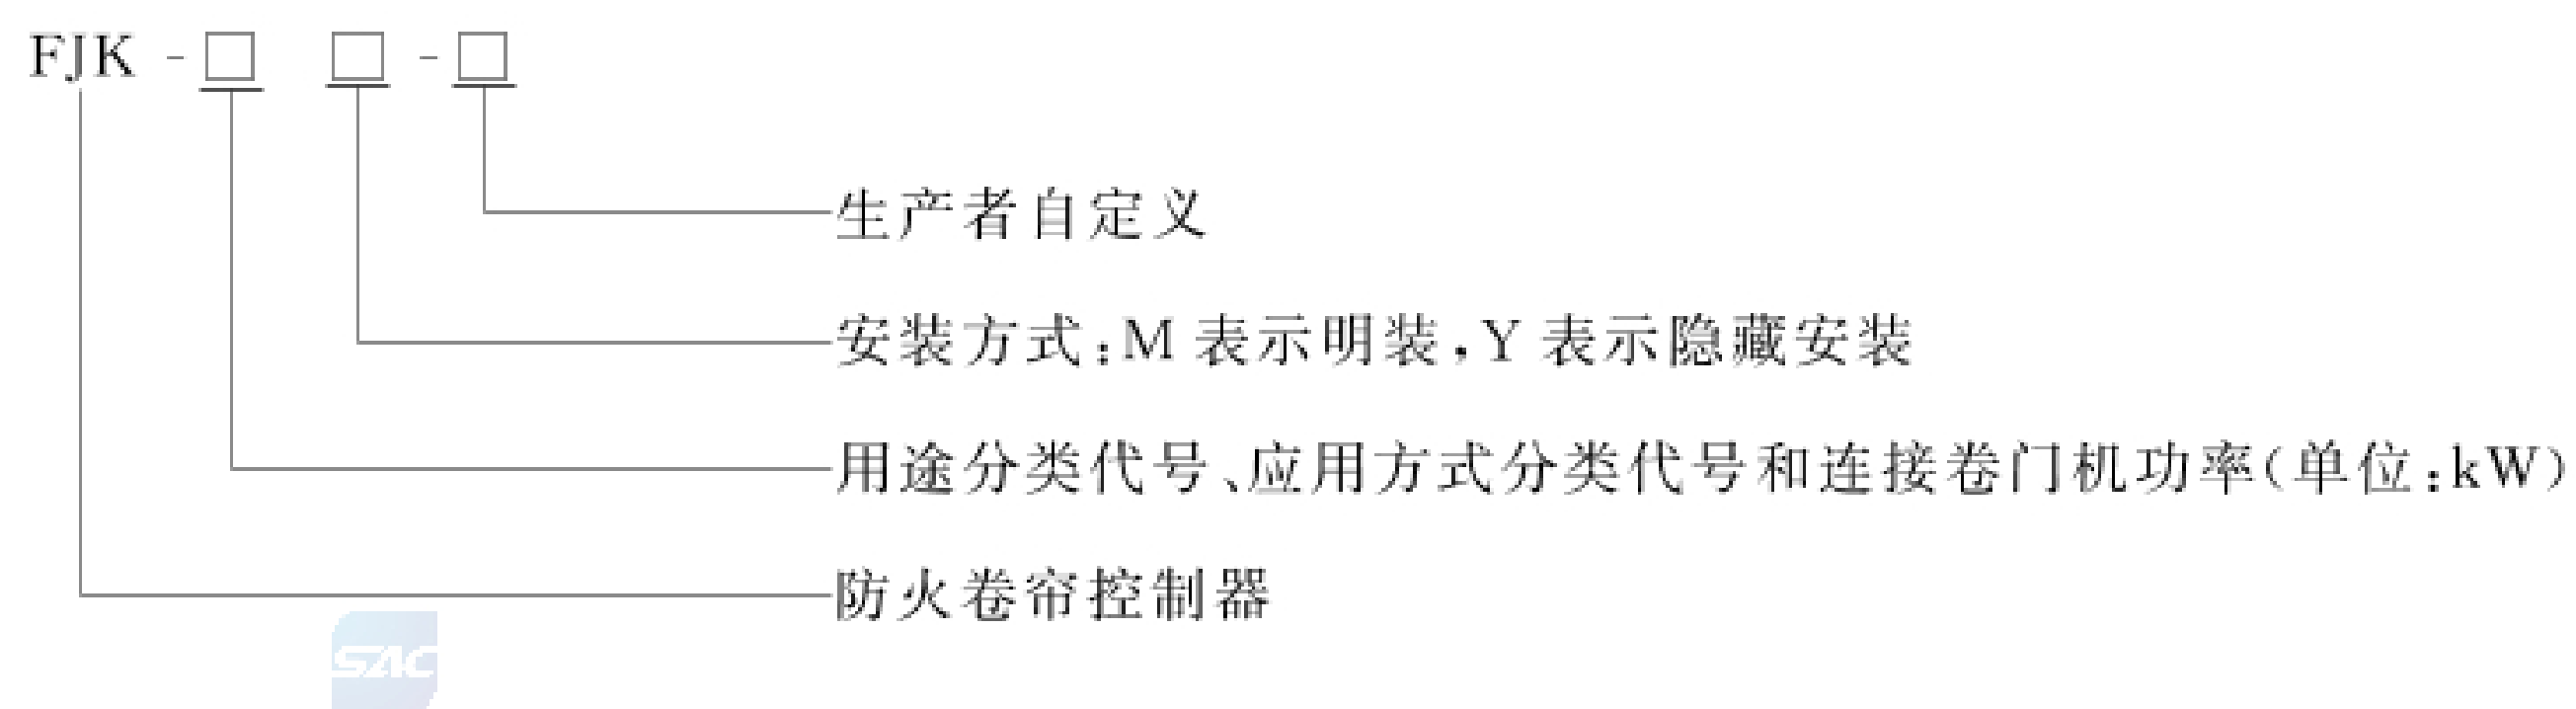 FJK -□ □ -□
生产者自定义
安装方式:M 表示明装,Y 表示隐藏安装
用途分类代号、应用方式分类代号和连接卷门机功率(单位:kW)
防火卷帘控制器
SAC